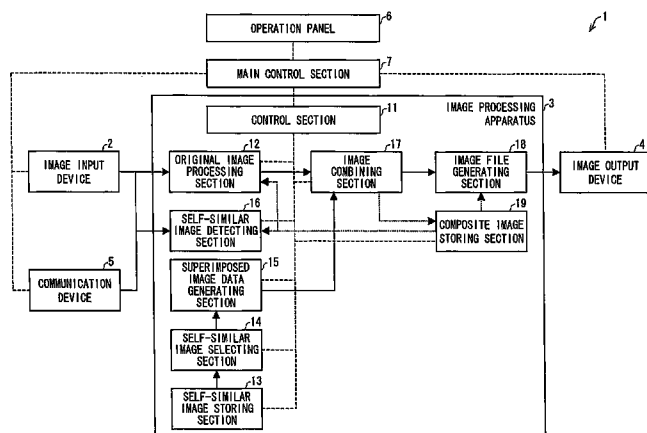 6
OPERATION PANEL
1
7
MAIN CONTROL SECTION
11
CONTROL SECTION
IMAGE PROCESSING
APPARATUS
3
2
IMAGE INPUT
DEVICE
12
ORIGINAL IMAGE
PROCESSING
SECTION
17
IMAGE
COMBINING
SECTION
18
IMAGE FILE
GENERATING
SECTION
4
IMAGE OUTPUT
DEVICE
16
SELF-SIMILAR
IMAGE DETECTING
SECTION
19
COMPOSITE IMAGE
STORING SECTION
5
COMMUNICATION
DEVICE
15
SUPERIMPOSED
IMAGE DATA
GENERATING
SECTION
14
SELF-SIMILAR
IMAGE SELECTING
SECTION
13
SELF-SIMILAR
IMAGE STORING
SECTION